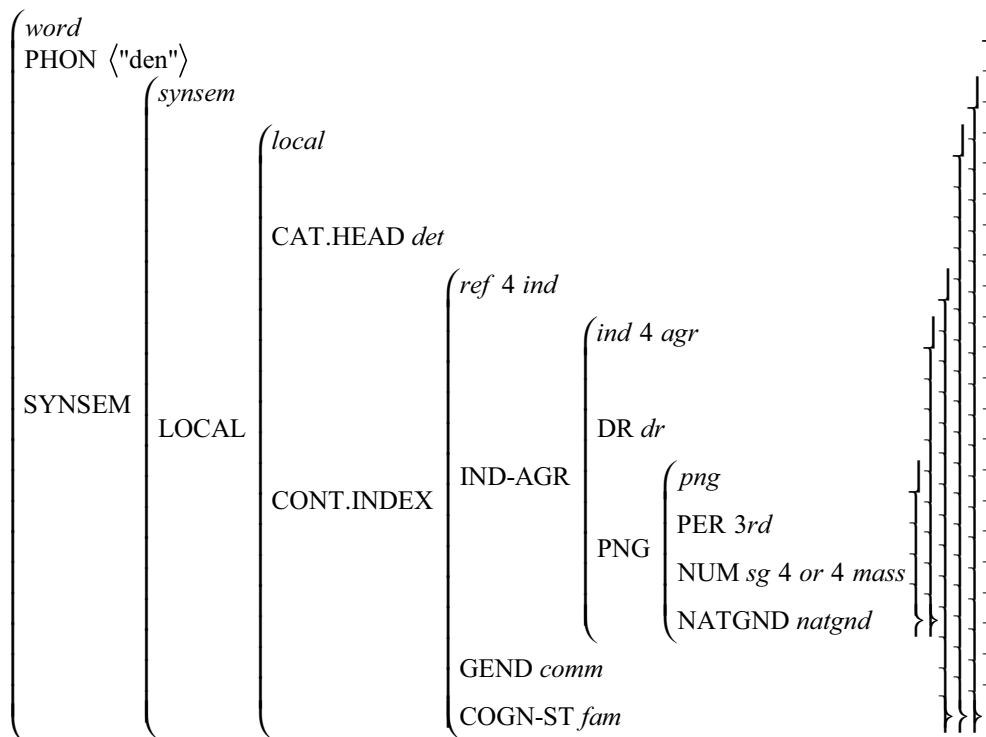 word
PHON ⟨"den"⟩
synsem
local
CAT.HEAD det
ref 4 ind
ind 4 agr
SYNSEM
LOCAL
DR dr
CONT.INDEX
IND-AGR
png
PER 3rd
PNG
NUM sg 4 or 4 mass
NATGND natgnd
GEND comm
COGN-ST fam